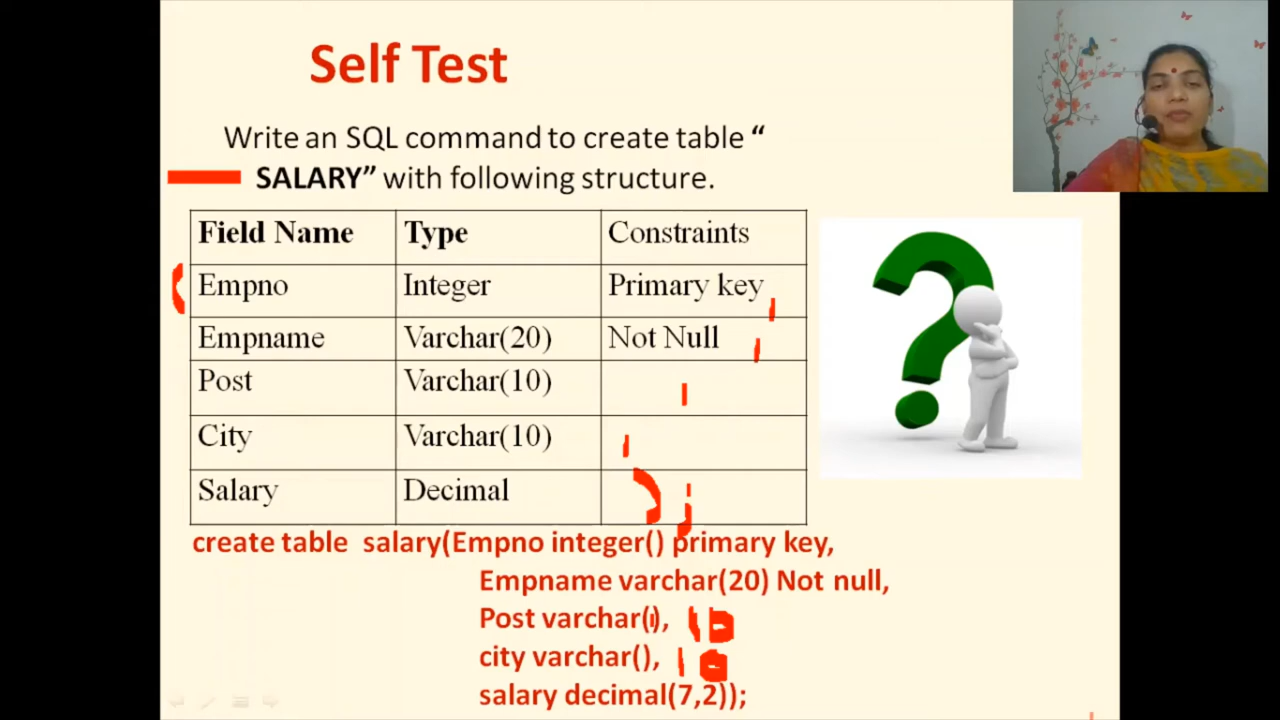 Self Test
Write an SQL command to create table “
SALARY” with following structure.
Field Name Type Constraints
Empno Integer Primary key
Empname Varchar(20) Not Null
Post Varchar(10)
City Varchar(10)
Salary Decimal
create table salary(Empno integer() primary key,
Empname varchar(20) Not null,
Post varchar(), 10
city varchar(), 10
salary decimal(7,2));